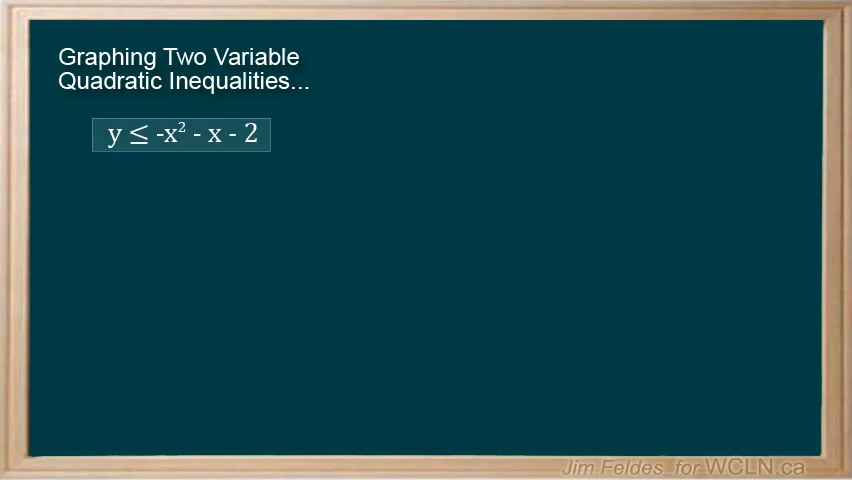 Graphing Two Variable
Quadratic Inequalities...
y ≤ -x² - x - 2
Jim Feldes for WCLN.ca